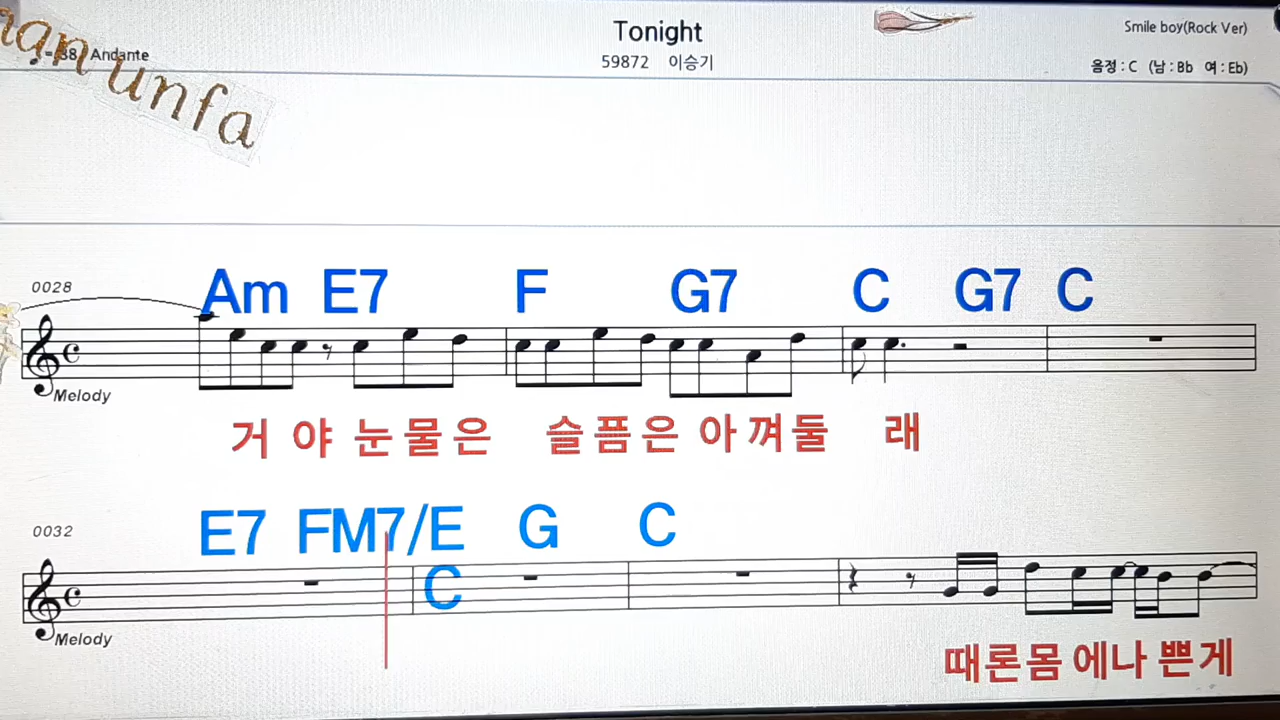 Tonight
Smile boy(Rock Ver)
Andante
59872 이승기
음정 : C (남 : Bb 여 : Eb)
unfa
0028
Am E7 F G7 C G7 C
Melody
거 야 눈 물 은 슬 픔 은 아 껴 둘 래
0032
E7 FM7/E G C
C
Melody
때 론 몸 에 나 쁜 게